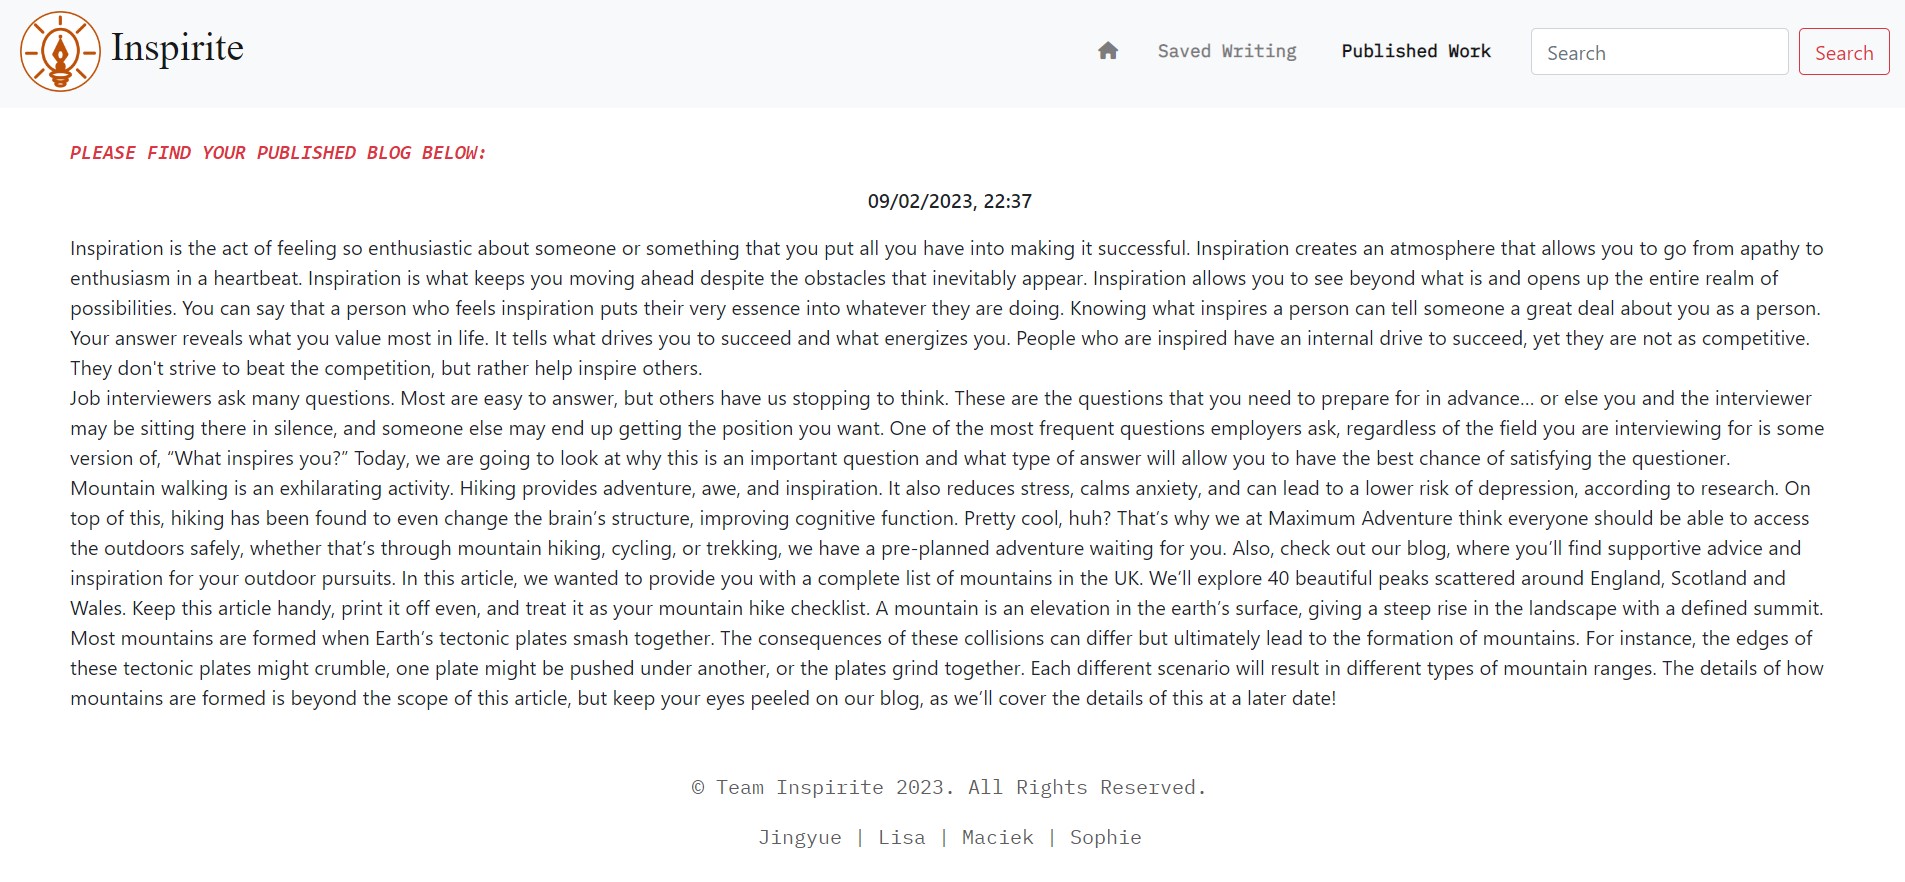 Inspirite
Saved Writing
Published Work
Search
Search
PLEASE FIND YOUR PUBLISHED BLOG BELOW:
09/02/2023, 22:37
Inspiration is the act of feeling so enthusiastic about someone or something that you put all you have into making it successful. Inspiration creates an atmosphere that allows you to go from apathy to
enthusiasm in a heartbeat. Inspiration is what keeps you moving ahead despite the obstacles that inevitably appear. Inspiration allows you to see beyond what is and opens up the entire realm of
possibilities. You can say that a person who feels inspiration puts their very essence into whatever they are doing. Knowing what inspires a person can tell someone a great deal about you as a person.
Your answer reveals what you value most in life. It tells what drives you to succeed and what energizes you. People who are inspired have an internal drive to succeed, yet they are not as competitive.
They don't strive to beat the competition, but rather help inspire others.
Job interviewers ask many questions. Most are easy to answer, but others have us stopping to think. These are the questions that you need to prepare for in advance… or else you and the interviewer
may be sitting there in silence, and someone else may end up getting the position you want. One of the most frequent questions employers ask, regardless of the field you are interviewing for is some
version of, “What inspires you?” Today, we are going to look at why this is an important question and what type of answer will allow you to have the best chance of satisfying the questioner.
Mountain walking is an exhilarating activity. Hiking provides adventure, awe, and inspiration. It also reduces stress, calms anxiety, and can lead to a lower risk of depression, according to research. On
top of this, hiking has been found to even change the brain’s structure, improving cognitive function. Pretty cool, huh? That’s why we at Maximum Adventure think everyone should be able to access
the outdoors safely, whether that’s through mountain hiking, cycling, or trekking, we have a pre-planned adventure waiting for you. Also, check out our blog, where you’ll find supportive advice and
inspiration for your outdoor pursuits. In this article, we wanted to provide you with a complete list of mountains in the UK. We’ll explore 40 beautiful peaks scattered around England, Scotland and
Wales. Keep this article handy, print it off even, and treat it as your mountain hike checklist. A mountain is an elevation in the earth’s surface, giving a steep rise in the landscape with a defined summit.
Most mountains are formed when Earth’s tectonic plates smash together. The consequences of these collisions can differ but ultimately lead to the formation of mountains. For instance, the edges of
these tectonic plates might crumble, one plate might be pushed under another, or the plates grind together. Each different scenario will result in different types of mountain ranges. The details of how
mountains are formed is beyond the scope of this article, but keep your eyes peeled on our blog, as we’ll cover the details of this at a later date!
© Team Inspirite 2023. All Rights Reserved.
Jingyue | Lisa | Maciek | Sophie